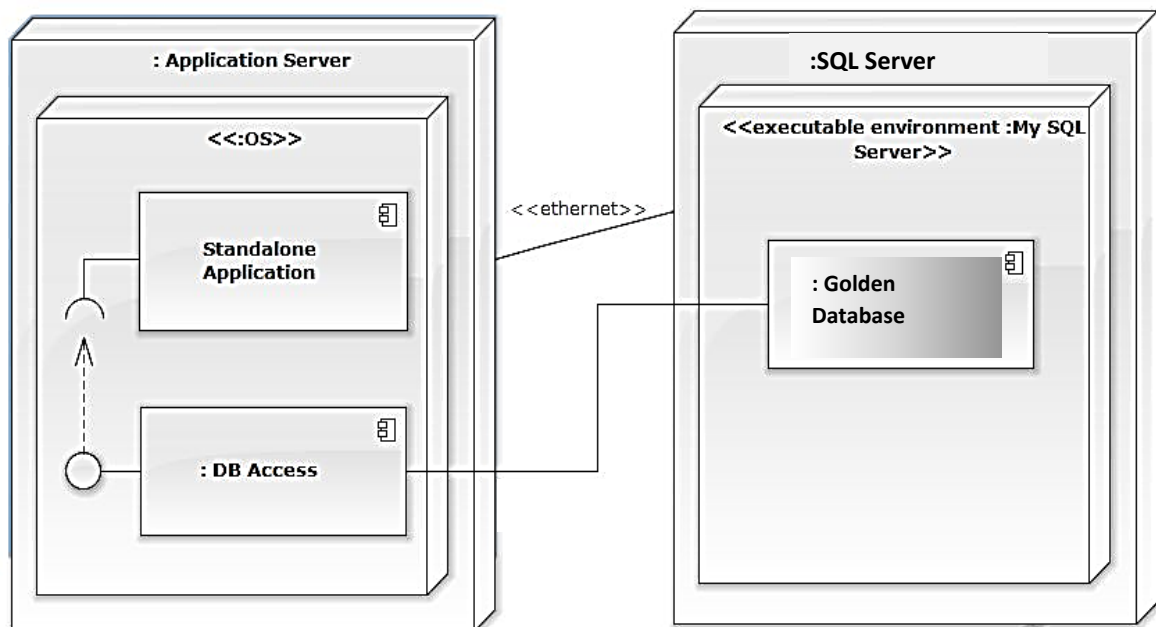 : Application Server
<<:OS>>
Standalone
Application
: DB Access
<<ethernet>>
:SQL Server
<<executable environment :My SQL
Server>>
: Golden
Database